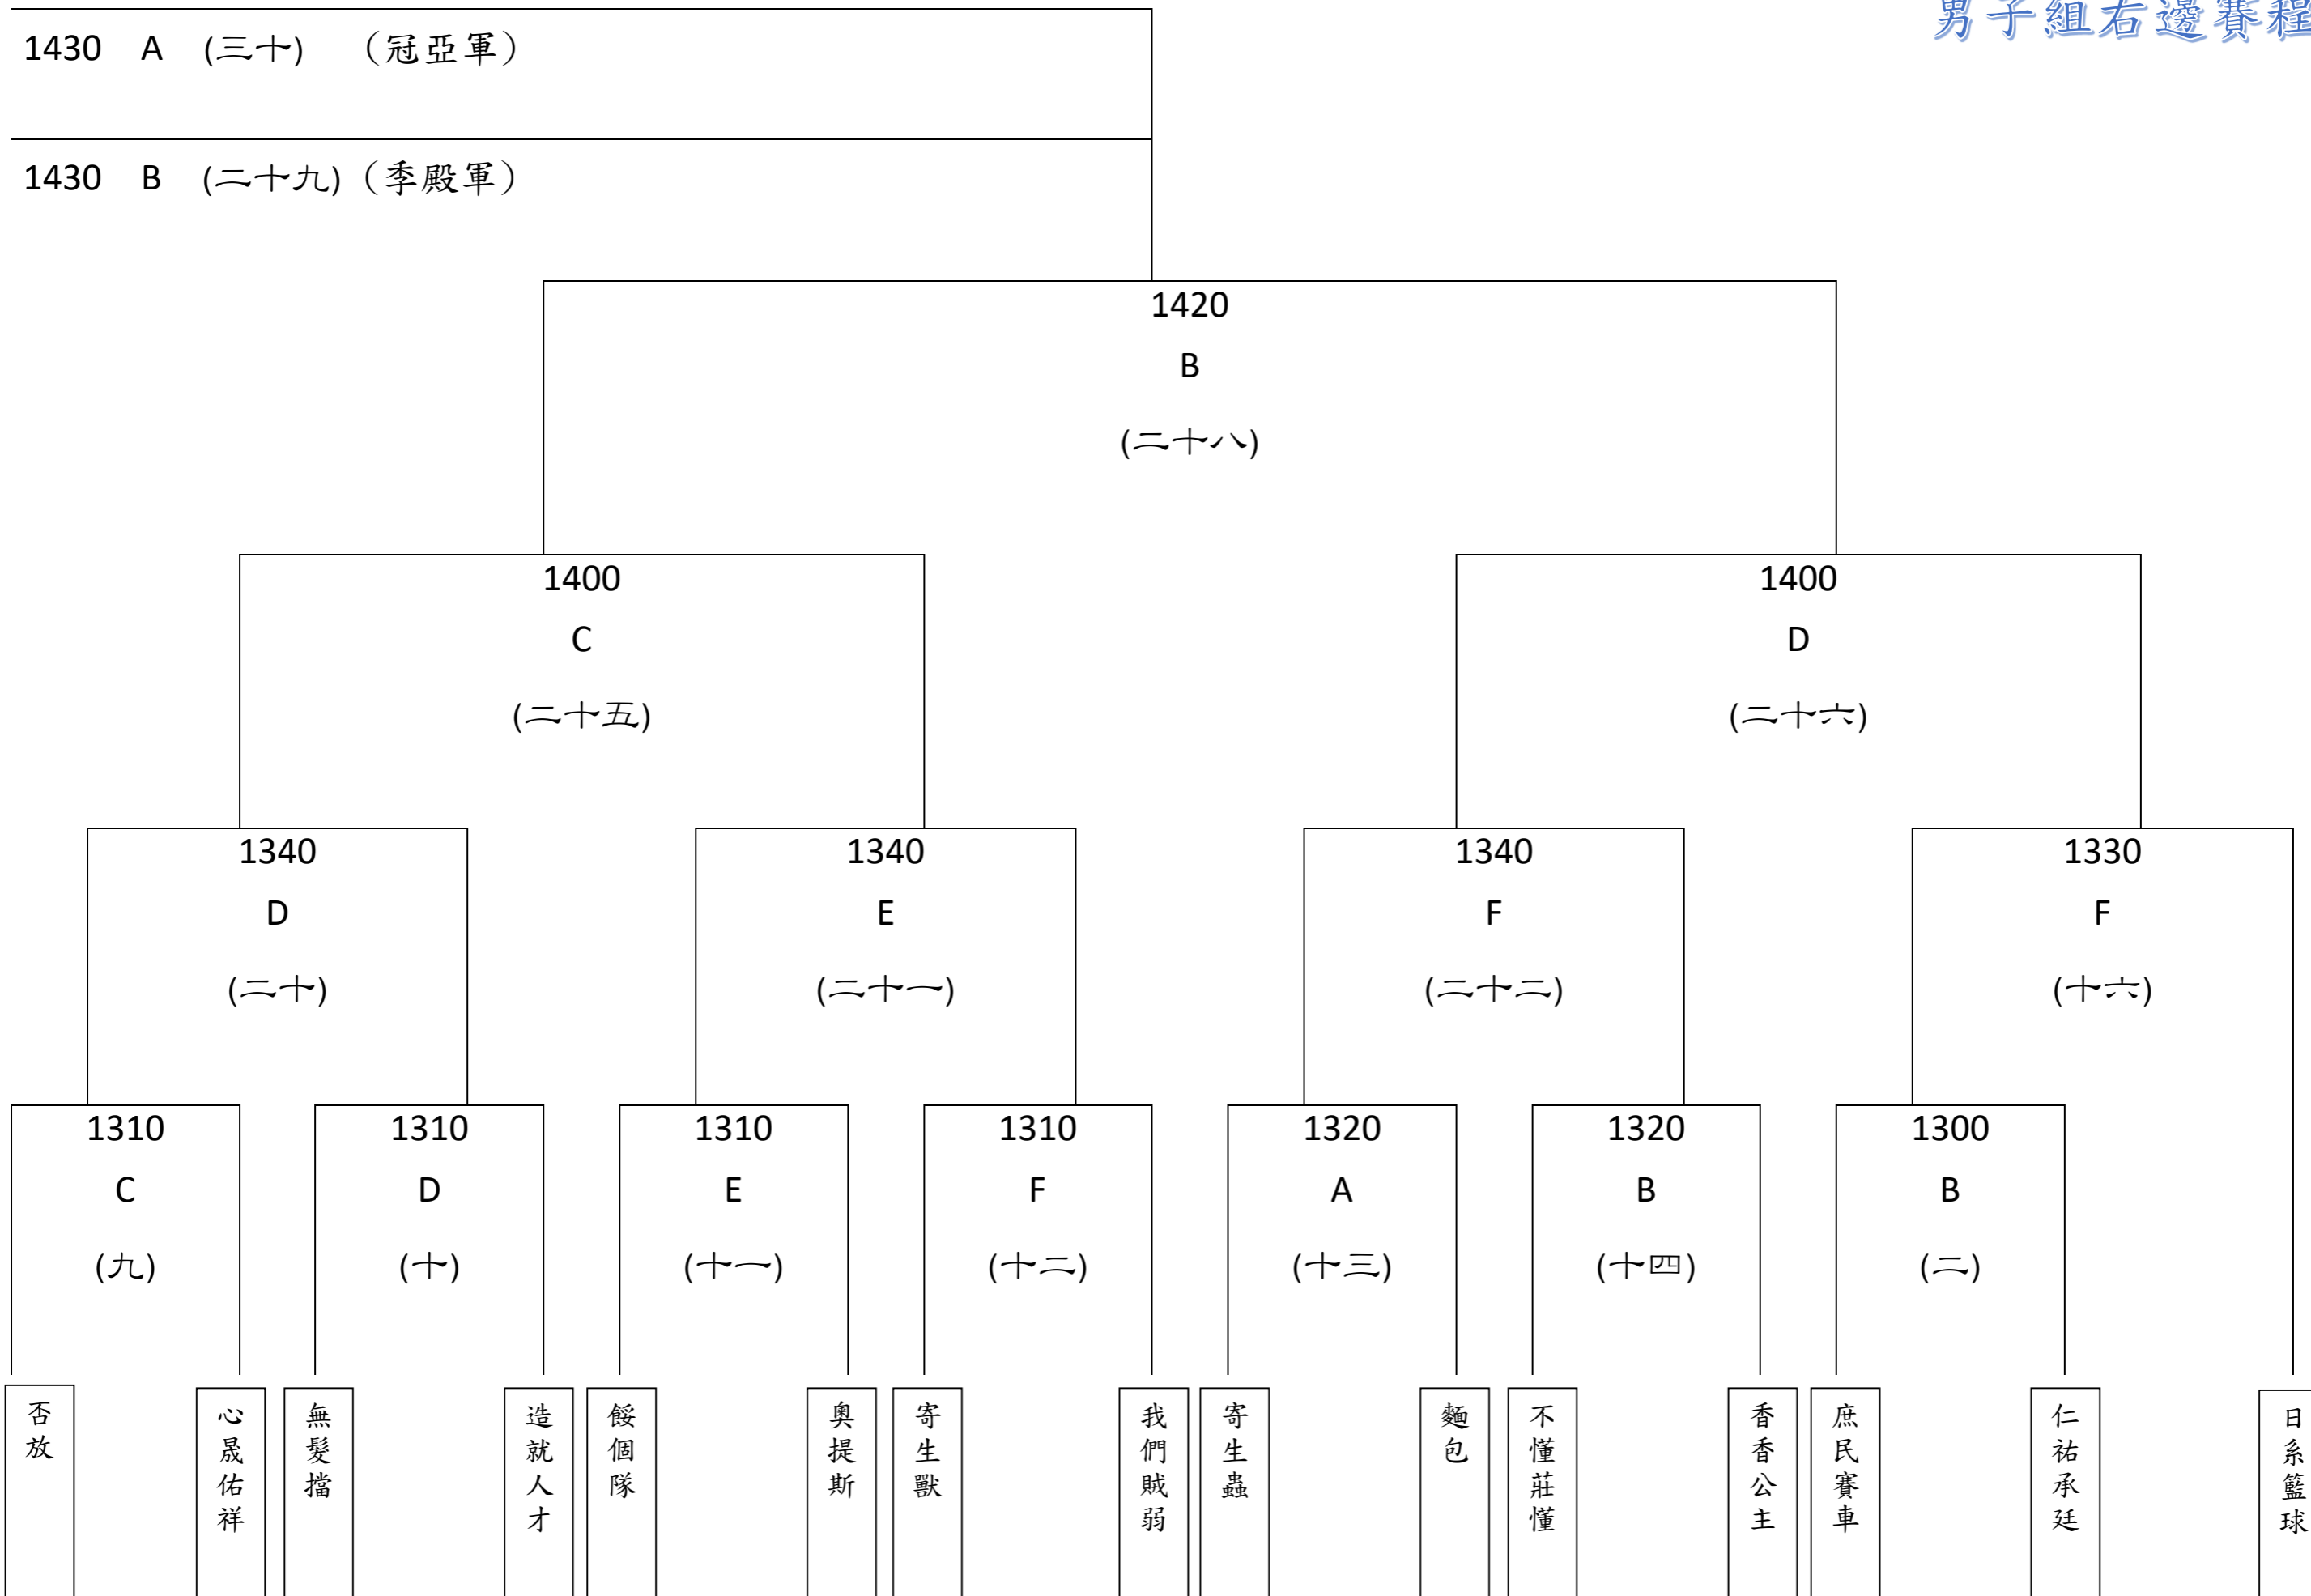 男子組右邊賽程
1430 A (三十) （冠亞軍）
1430 B (二十九)（季殿軍）
1420
B
(二十八)
1400
C
(二十五)
1400
D
(二十六)
1340
D
(二十)
1340
E
(二十一)
1340
F
(二十二)
1330
F
(十六)
1310
C
(九)
1310
D
(十)
1310
E
(十一)
1310
F
(十二)
1320
A
(十三)
1320
B
(十四)
1300
B
(二)
否放
心晟佑祥
無髮擋
造就人才
餒個隊
奧提斯
寄生獸
我們賊弱
寄生蟲
麵包
不懂莊懂
香香公主
庶民賽車
仁祐承廷
日系籃球